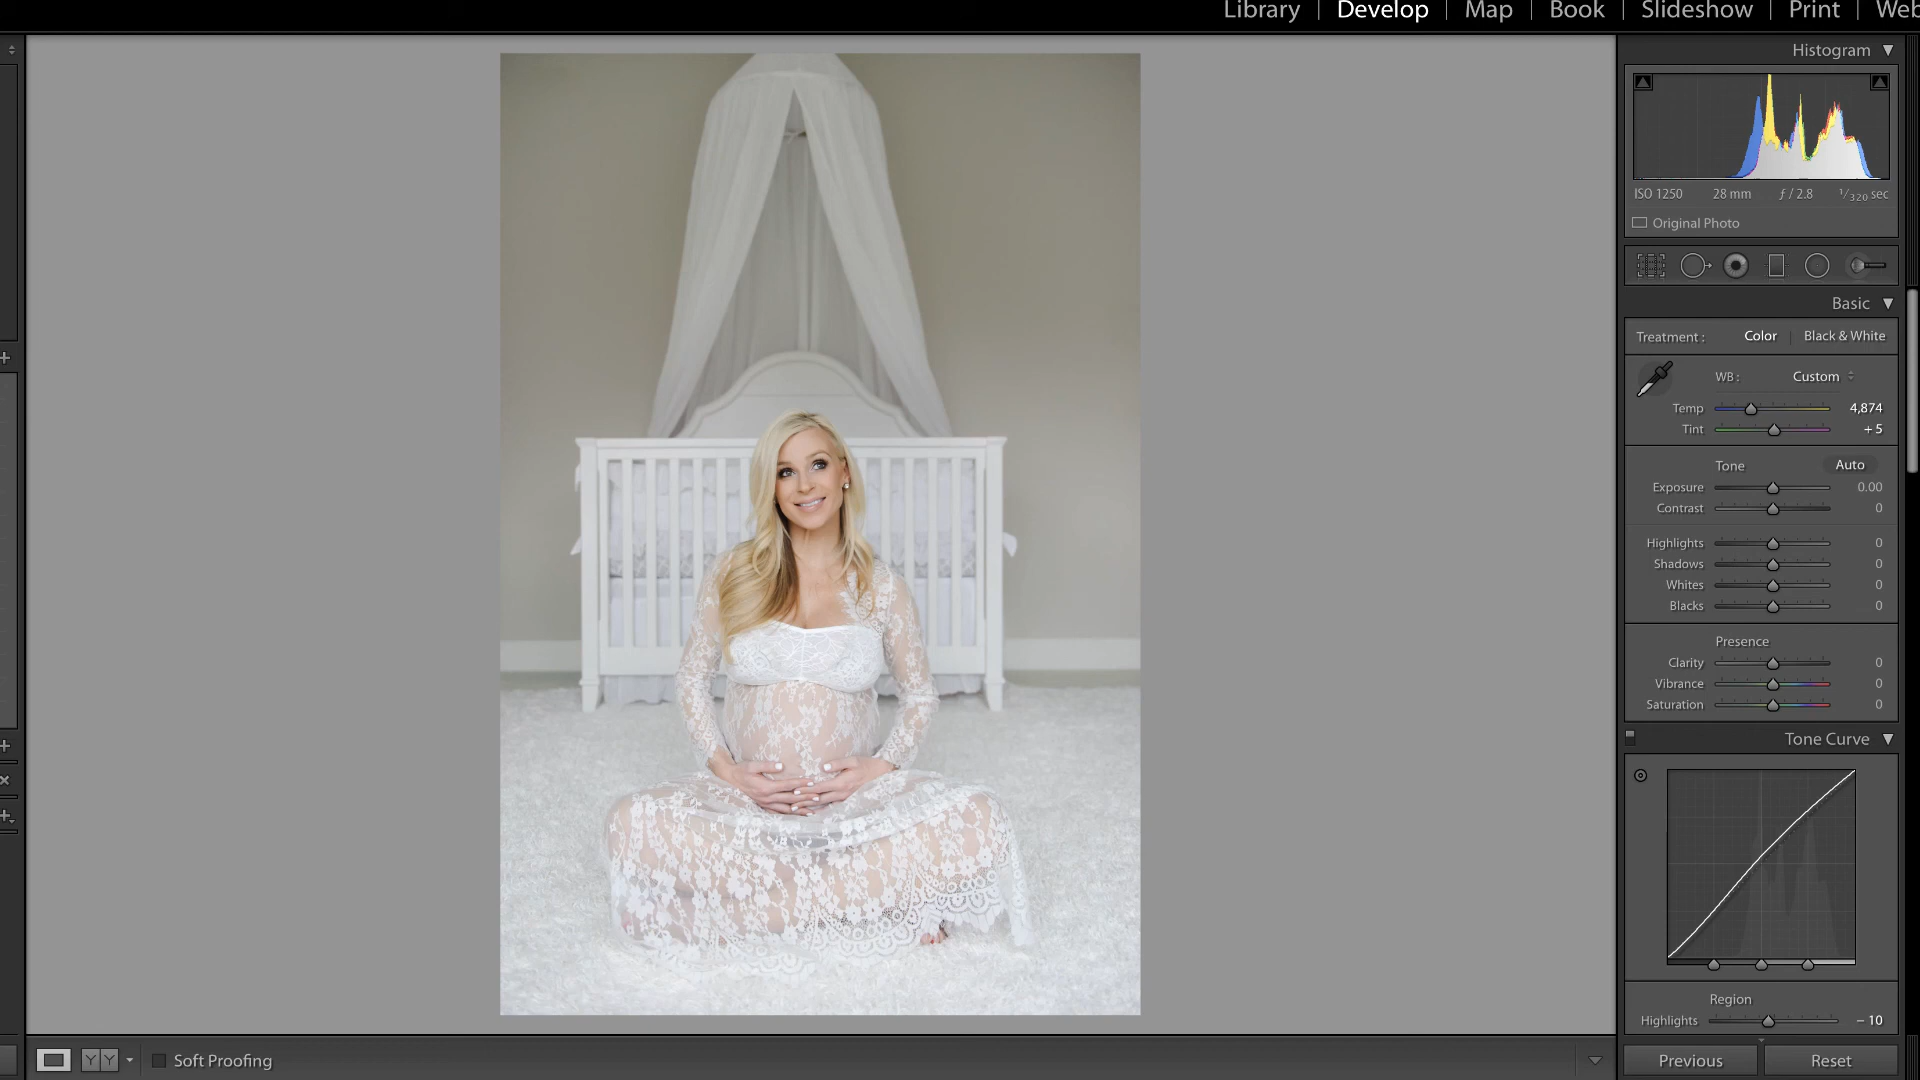 Library | Develop | Map | Book | Slideshow | Print | Web
Histogram
ISO 1250 28 mm ƒ / 2.8 1/320 sec
Original Photo
Basic
Treatment : Color | Black & White
WB : Custom
Temp 4,874
Tint + 5
Tone Auto
Exposure 0.00
Contrast 0
Highlights 0
Shadows 0
Whites 0
Blacks 0
Presence
Clarity 0
Vibrance 0
Saturation 0
Tone Curve
Region
Highlights – 10
Y Y Soft Proofing
Previous Reset